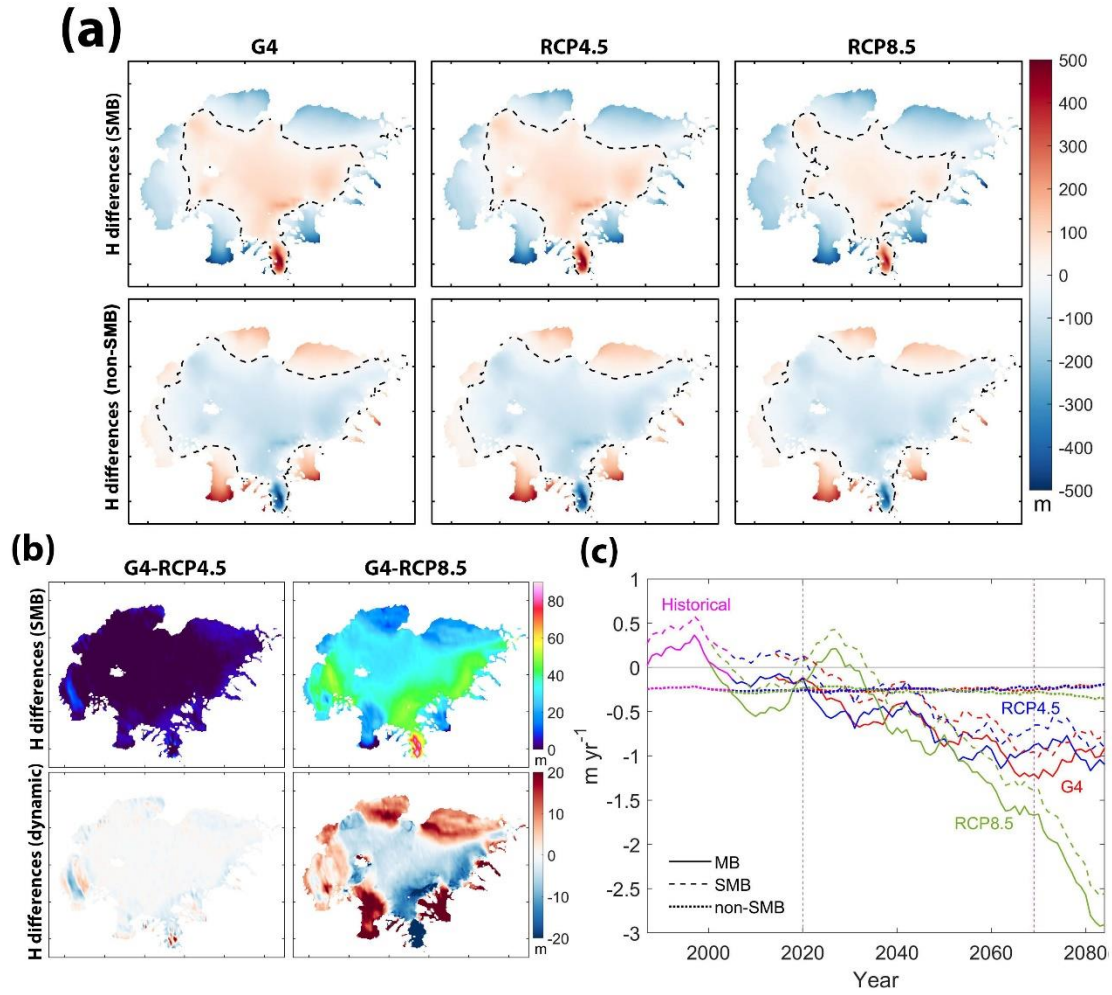 (a)
G4
RCP4.5
RCP8.5
H differences (SMB)
H differences (non-SMB)
500
400
300
200
100
0
-100
-200
-300
-400
-500
m
(b)
G4-RCP4.5
G4-RCP8.5
H differences (SMB)
H differences (dynamic)
80
60
40
20
0
m
20
10
0
-10
-20
m
(c)
1
0.5
0
-0.5
-1
-1.5
-2
-2.5
-3
m yr-1
Historical
RCP4.5
G4
RCP8.5
MB
SMB
non-SMB
2000
2020
2040
2060
2080
Year